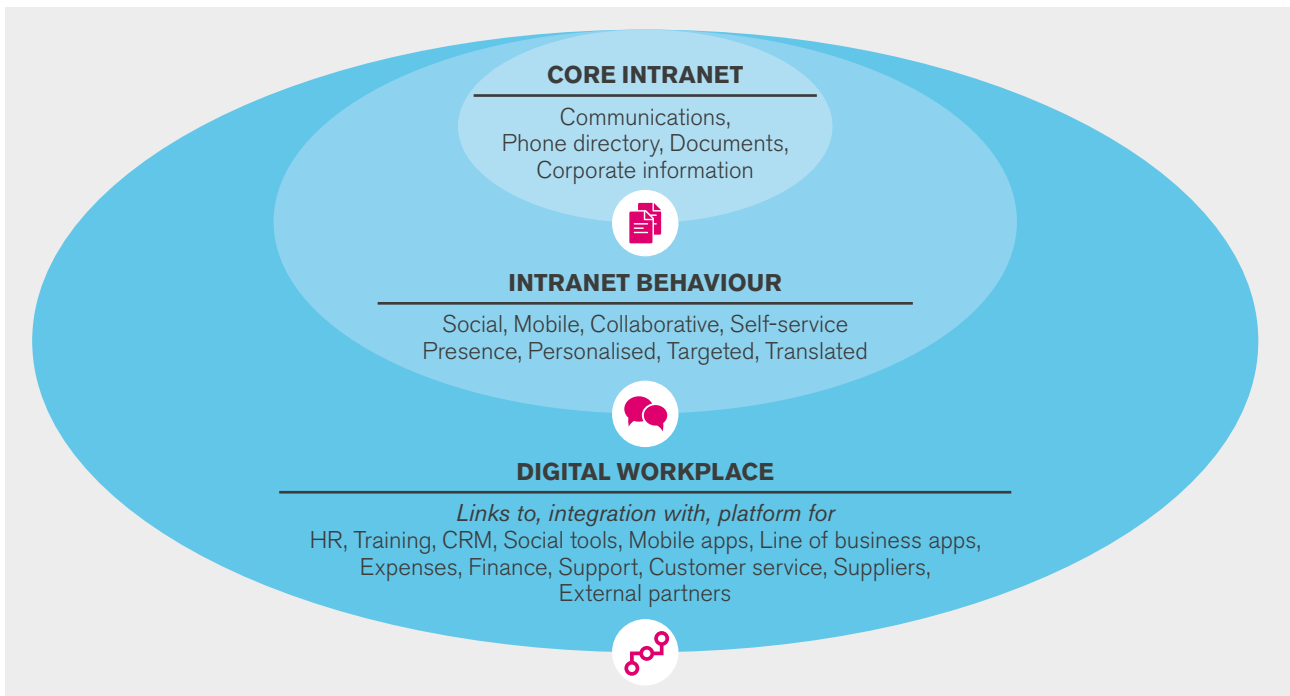 CORE INTRANET
Communications,
Phone directory, Documents,
Corporate information
INTRANET BEHAVIOUR
Social, Mobile, Collaborative, Self-service
Presence, Personalised, Targeted, Translated
DIGITAL WORKPLACE
Links to, integration with, platform for
HR, Training, CRM, Social tools, Mobile apps, Line of business apps,
Expenses, Finance, Support, Customer service, Suppliers,
External partners